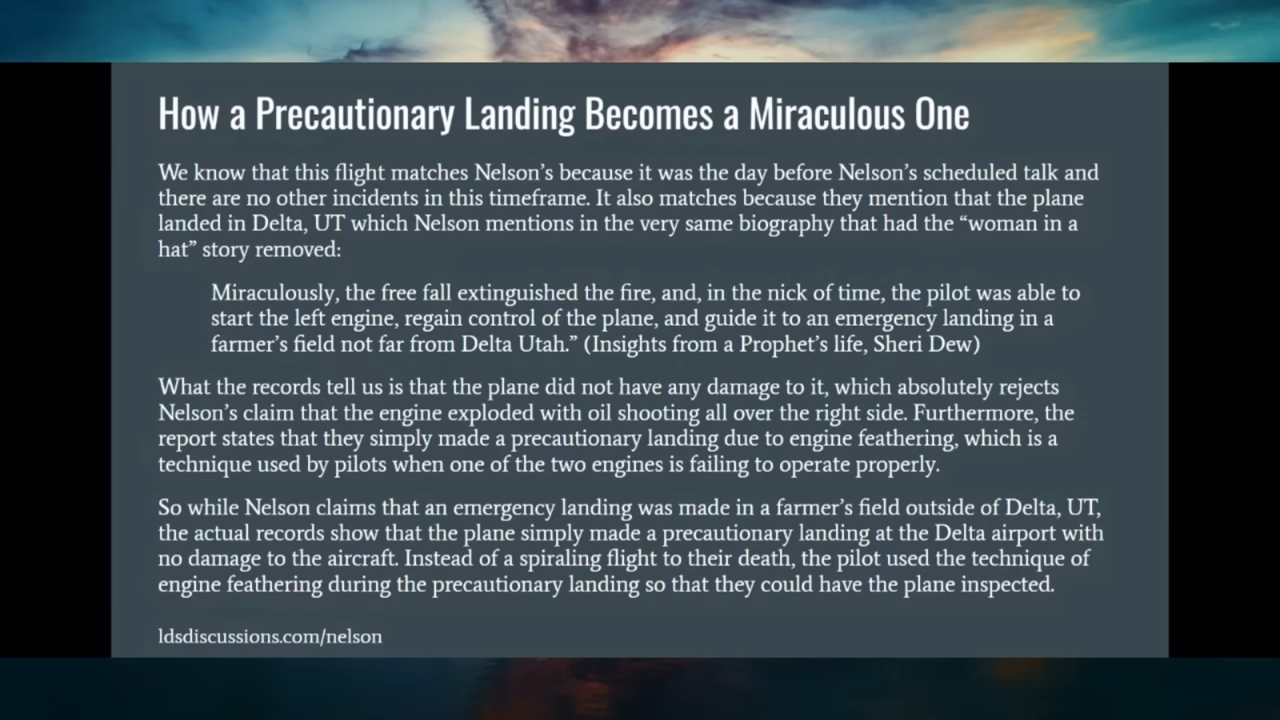 How a Precautionary Landing Becomes a Miraculous One
We know that this flight matches Nelson's because it was the day before Nelson's scheduled talk and
there are no other incidents in this timeframe. It also matches because they mention that the plane
landed in Delta, UT which Nelson mentions in the very same biography that had the “woman in a
hat” story removed:
Miraculously, the free fall extinguished the fire, and, in the nick of time, the pilot was able to
start the left engine, regain control of the plane, and guide it to an emergency landing in a
farmer's field not far from Delta Utah.” (Insights from a Prophet's life, Sheri Dew)
What the records tell us is that the plane did not have any damage to it, which absolutely rejects
Nelson's claim that the engine exploded with oil shooting all over the right side. Furthermore, the
report states that they simply made a precautionary landing due to engine feathering, which is a
technique used by pilots when one of the two engines is failing to operate properly.
So while Nelson claims that an emergency landing was made in a farmer's field outside of Delta, UT,
the actual records show that the plane simply made a precautionary landing at the Delta airport with
no damage to the aircraft. Instead of a spiraling flight to their death, the pilot used the technique of
engine feathering during the precautionary landing so that they could have the plane inspected.
ldsdiscussions.com/nelson